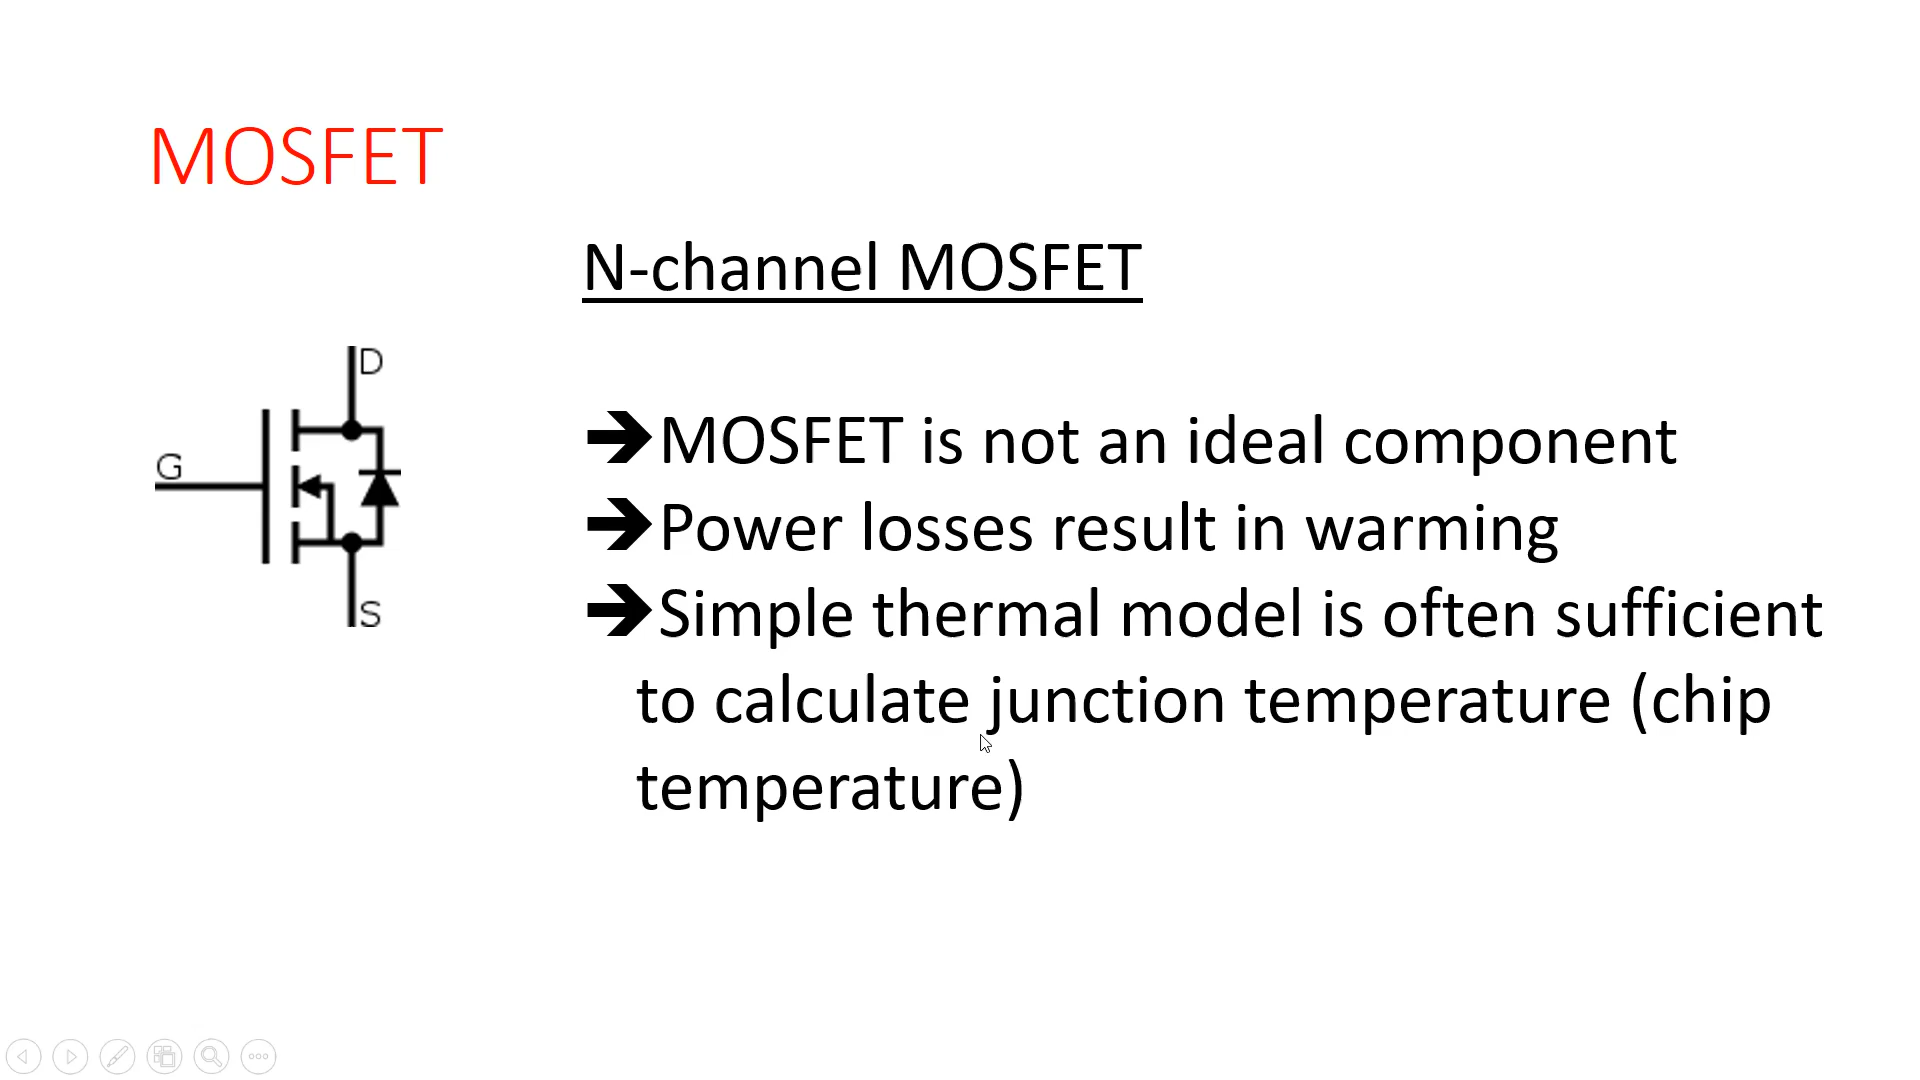 MOSFET
N-channel MOSFET
D
G
S
➔MOSFET is not an ideal component
➔Power losses result in warming
➔Simple thermal model is often sufficient
to calculate junction temperature (chip
temperature)